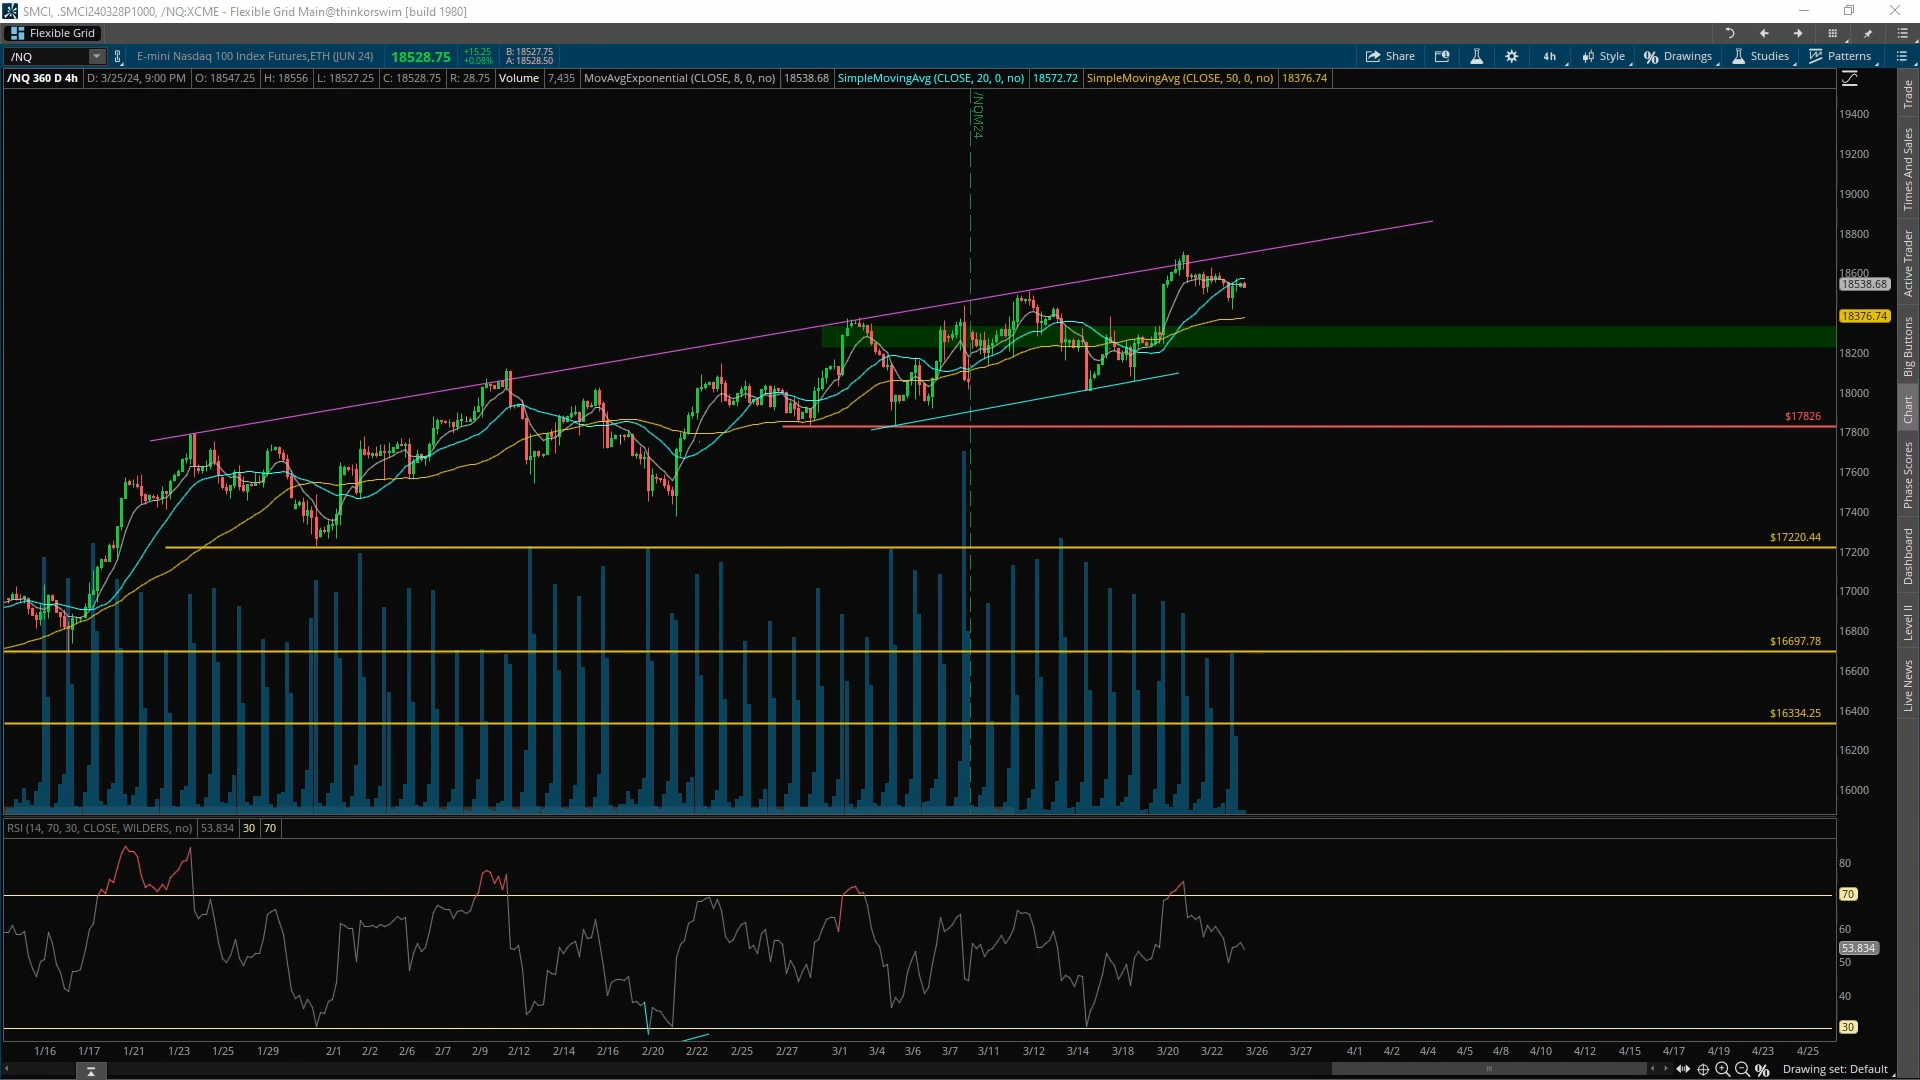 SMCI, .SMCI240328P1000, /NQ:XCME - Flexible Grid Main@thinkorswim [build 1980]
Flexible Grid
/NQ E-mini Nasdaq 100 Index Futures,ETH (JUN 24) 18528.75 +15.25 +0.08% B: 18527.75 A: 18528.50 Share 4h Style Drawings Studies Patterns
/NQ 360 D 4h D: 3/25/24, 9:00 PM O: 18547.25 H: 18556 L: 18527.25 C: 18528.75 R: 28.75 Volume 7,435 MovAvgExponential (CLOSE, 8, 0, no) 18538.68 SimpleMovingAvg (CLOSE, 20, 0, no) 18572.72 SimpleMovingAvg (CLOSE, 50, 0, no) 18376.74
/NQM24
19400
19200
19000
18800
18600
18538.68
18376.74
18200
18000
$17826
17800
17600
17400
$17220.44
17200
17000
16800
$16697.78
16600
$16334.25
16400
16200
16000
RSI (14, 70, 30, CLOSE, WILDERS, no) 53.834 30 70
80
70
60
53.834
50
40
30
1/16 1/17 1/21 1/23 1/25 1/29 2/1 2/2 2/6 2/7 2/9 2/12 2/14 2/16 2/20 2/22 2/25 2/27 3/1 3/4 3/6 3/7 3/11 3/12 3/14 3/18 3/20 3/22 3/26 3/27 4/1 4/2 4/4 4/5 4/8 4/10 4/12 4/15 4/17 4/19 4/23 4/25
Drawing set: Default
Trade
Times And Sales
Active Trader
Big Buttons
Chart
Phase Scores
Dashboard
Level II
Live News